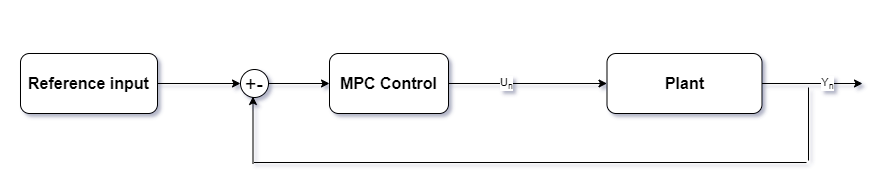 Reference input
+-
MPC Control
Un
Plant
Yn